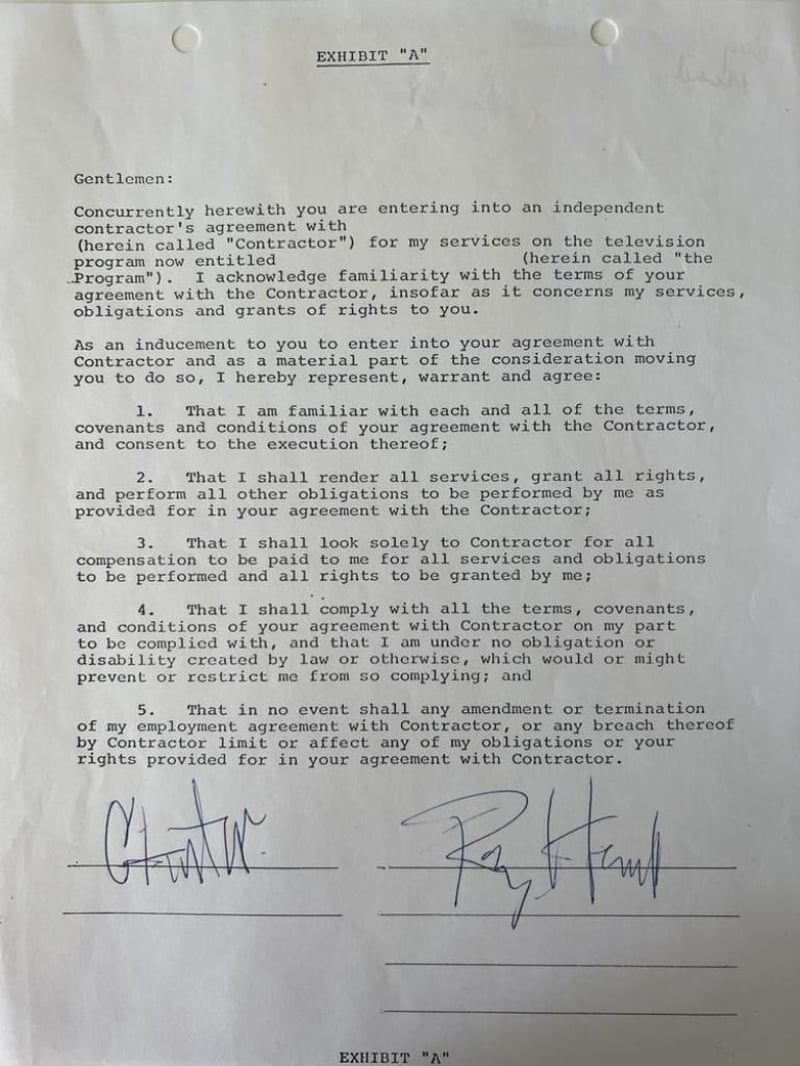 EXHIBIT "A"
Gentlemen:
Concurrently herewith you are entering into an independent
contractor's agreement with
(herein called "Contractor") for my services on the television
program now entitled (herein called "the
Program"). I acknowledge familiarity with the terms of your
agreement with the Contractor, insofar as it concerns my services,
obligations and grants of rights to you.
As an inducement to you to enter into your agreement with
Contractor and as a material part of the consideration moving
you to do so, I hereby represent, warrant and agree:
1. That I am familiar with each and all of the terms,
covenants and conditions of your agreement with the Contractor,
and consent to the execution thereof;
2. That I shall render all services, grant all rights,
and perform all other obligations to be performed by me as
provided for in your agreement with the Contractor;
3. That I shall look solely to Contractor for all
compensation to be paid to me for all services and obligations
to be performed and all rights to be granted by me;
4. That I shall comply with all the terms, covenants,
and conditions of your agreement with Contractor on my part
to be complied with, and that I am under no obligation or
disability created by law or otherwise, which would or might
prevent or restrict me from so complying; and
5. That in no event shall any amendment or termination
of my employment agreement with Contractor, or any breach thereof
by Contractor limit or affect any of my obligations or your
rights provided for in your agreement with Contractor.
EXHIBIT "A"